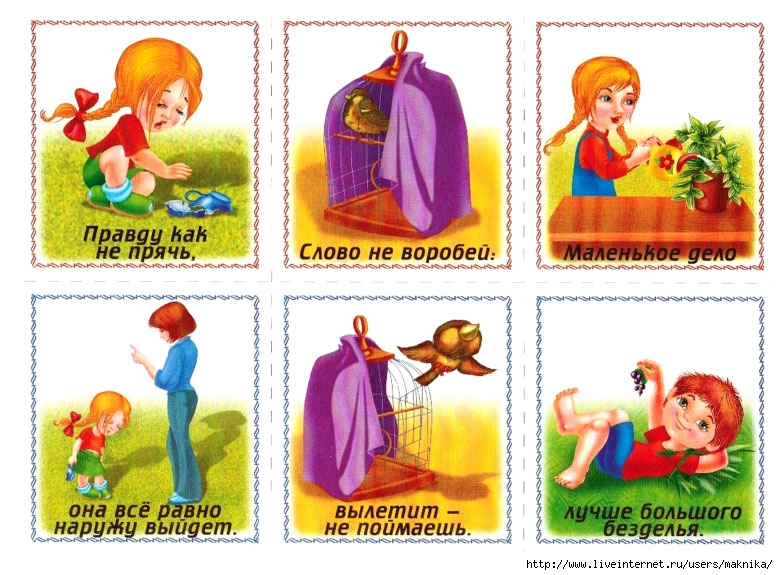 Правду как
не прячь,
Слово не воробей:
Маленькое дело
она всё равно
наружу выйдет.
вылетит –
не поймаешь.
лучше большого
безделья.
http://www.liveinternet.ru/users/maknika/